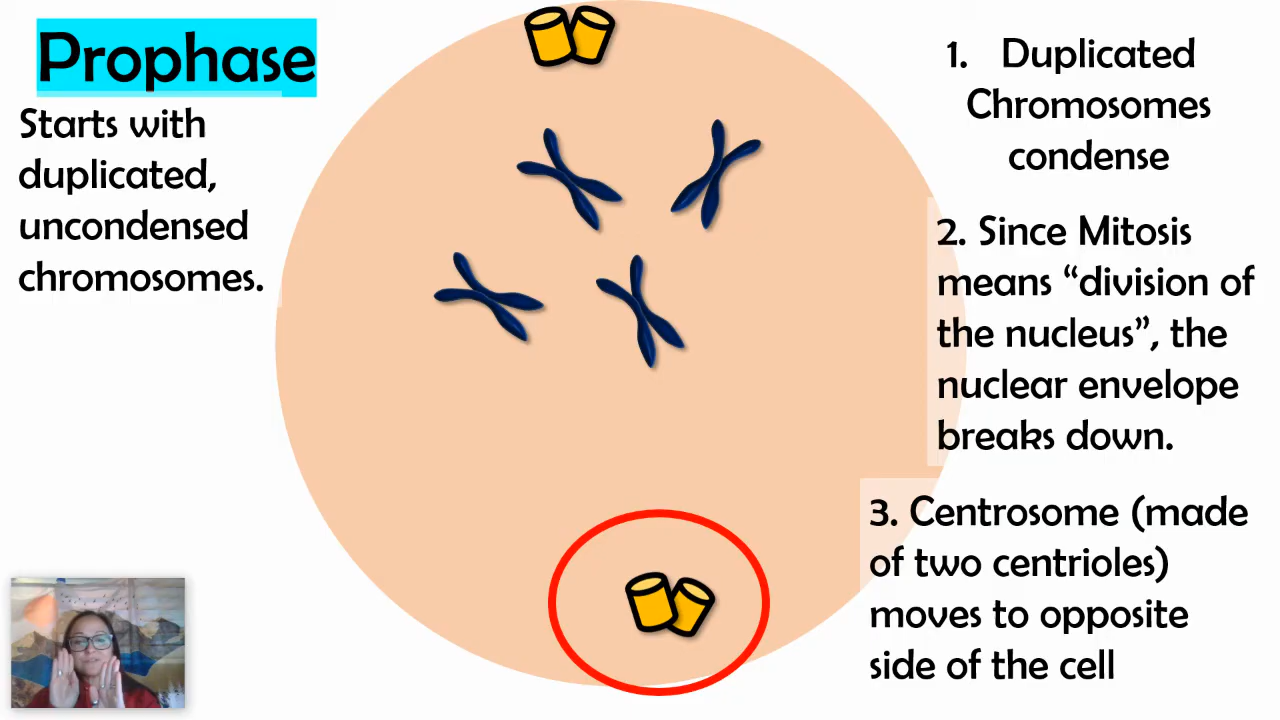 Prophase
Starts with
duplicated,
uncondensed
chromosomes.
1. Duplicated
Chromosomes
condense
2. Since Mitosis
means “division of
the nucleus”, the
nuclear envelope
breaks down.
3. Centrosome (made
of two centrioles)
moves to opposite
side of the cell